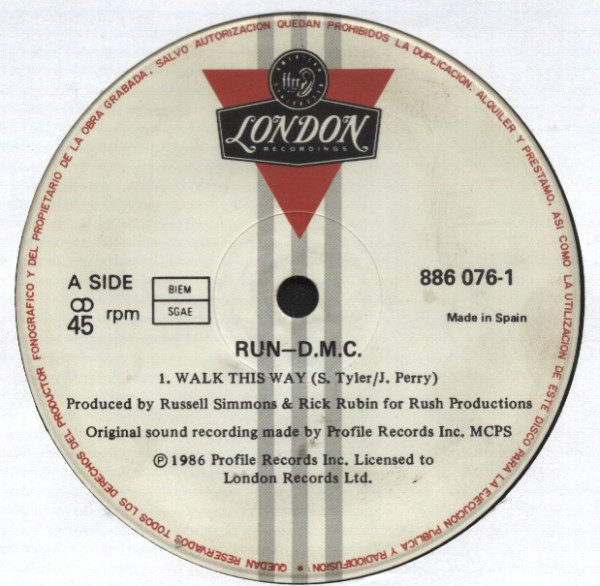 QUEDAN RESERVADOS TODOS LOS DERECHOS DEL PRODUCTOR FONOGRAFICO Y DEL PROPIETARIO DE LA OBRA GRABADA, SALVO AUTORIZACION QUEDAN PROHIBIDOS LA DUPLICACION, ALQUILER Y PRESTAMO, ASI COMO LA UTILIZACION DE ESTE DISCO PARA LA EJECUCION PUBLICA Y RADIODIFUSION •
ffrr
LONDON
RECORDINGS
A SIDE
45 rpm
BIEM
SGAE
886 076-1
Made in Spain
RUN—D.M.C.
1. WALK THIS WAY (S. Tyler/J. Perry)
Produced by Russell Simmons & Rick Rubin for Rush Productions
Original sound recording made by Profile Records Inc. MCPS
℗ 1986 Profile Records Inc. Licensed to
London Records Ltd.